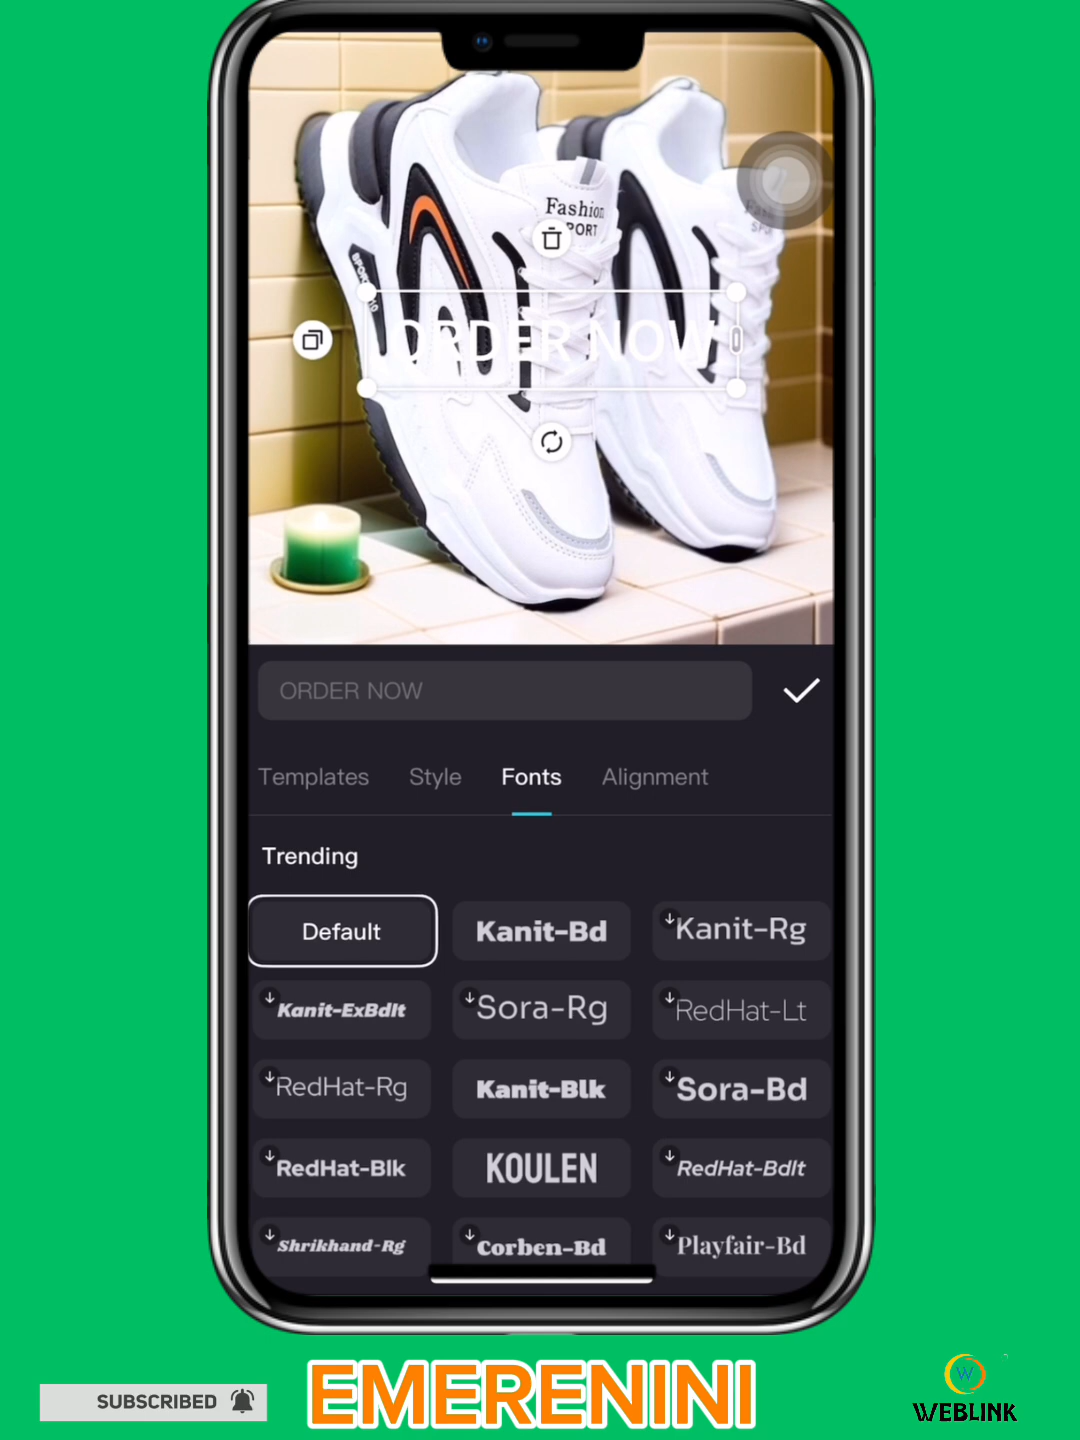 Fashion
SPORT
ORDER NOW
ORDER NOW
Templates Style Fonts Alignment
Trending
Default Kanit-Bd Kanit-Rg
Kanit-ExBdIt Sora-Rg RedHat-Lt
RedHat-Rg Kanit-Blk Sora-Bd
RedHat-Blk KOULEN RedHat-BdIt
Shrikhand-Rg Corben-Bd Playfair-Bd
SUBSCRIBED
EMERENINI
W
WEBLINK